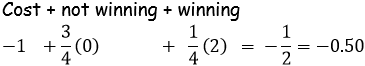 Cost + not winning + winning
−1 + 3/4 (0) + 1/4 (2) = − 1/2 = −0.50